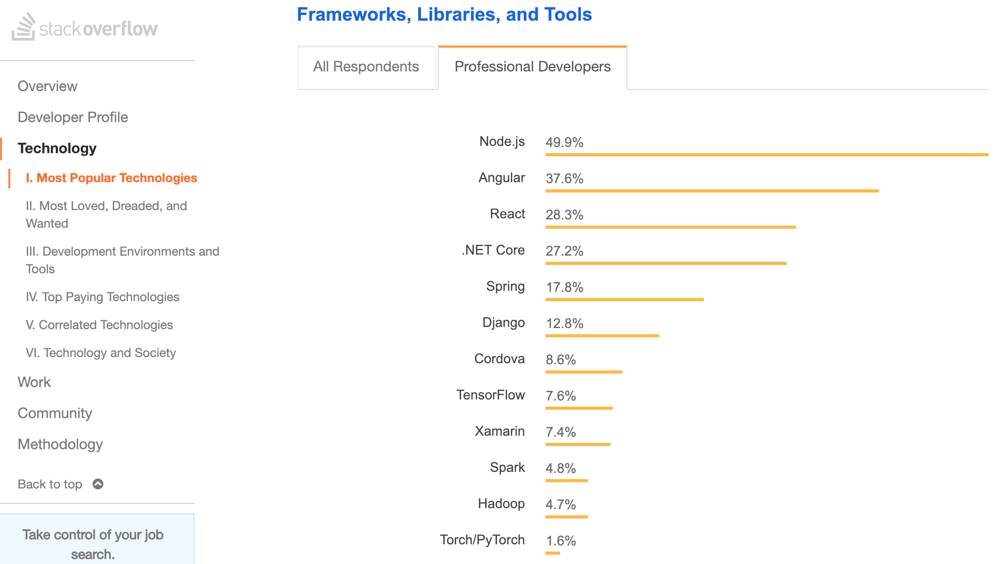 stackoverflow
Overview
Developer Profile
Technology
I. Most Popular Technologies
II. Most Loved, Dreaded, and
Wanted
III. Development Environments and
Tools
IV. Top Paying Technologies
V. Correlated Technologies
VI. Technology and Society
Work
Community
Methodology
Back to top
Take control of your job
search.
Frameworks, Libraries, and Tools
All Respondents
Professional Developers
Node.js 49.9%
Angular 37.6%
React 28.3%
.NET Core 27.2%
Spring 17.8%
Django 12.8%
Cordova 8.6%
TensorFlow 7.6%
Xamarin 7.4%
Spark 4.8%
Hadoop 4.7%
Torch/PyTorch 1.6%